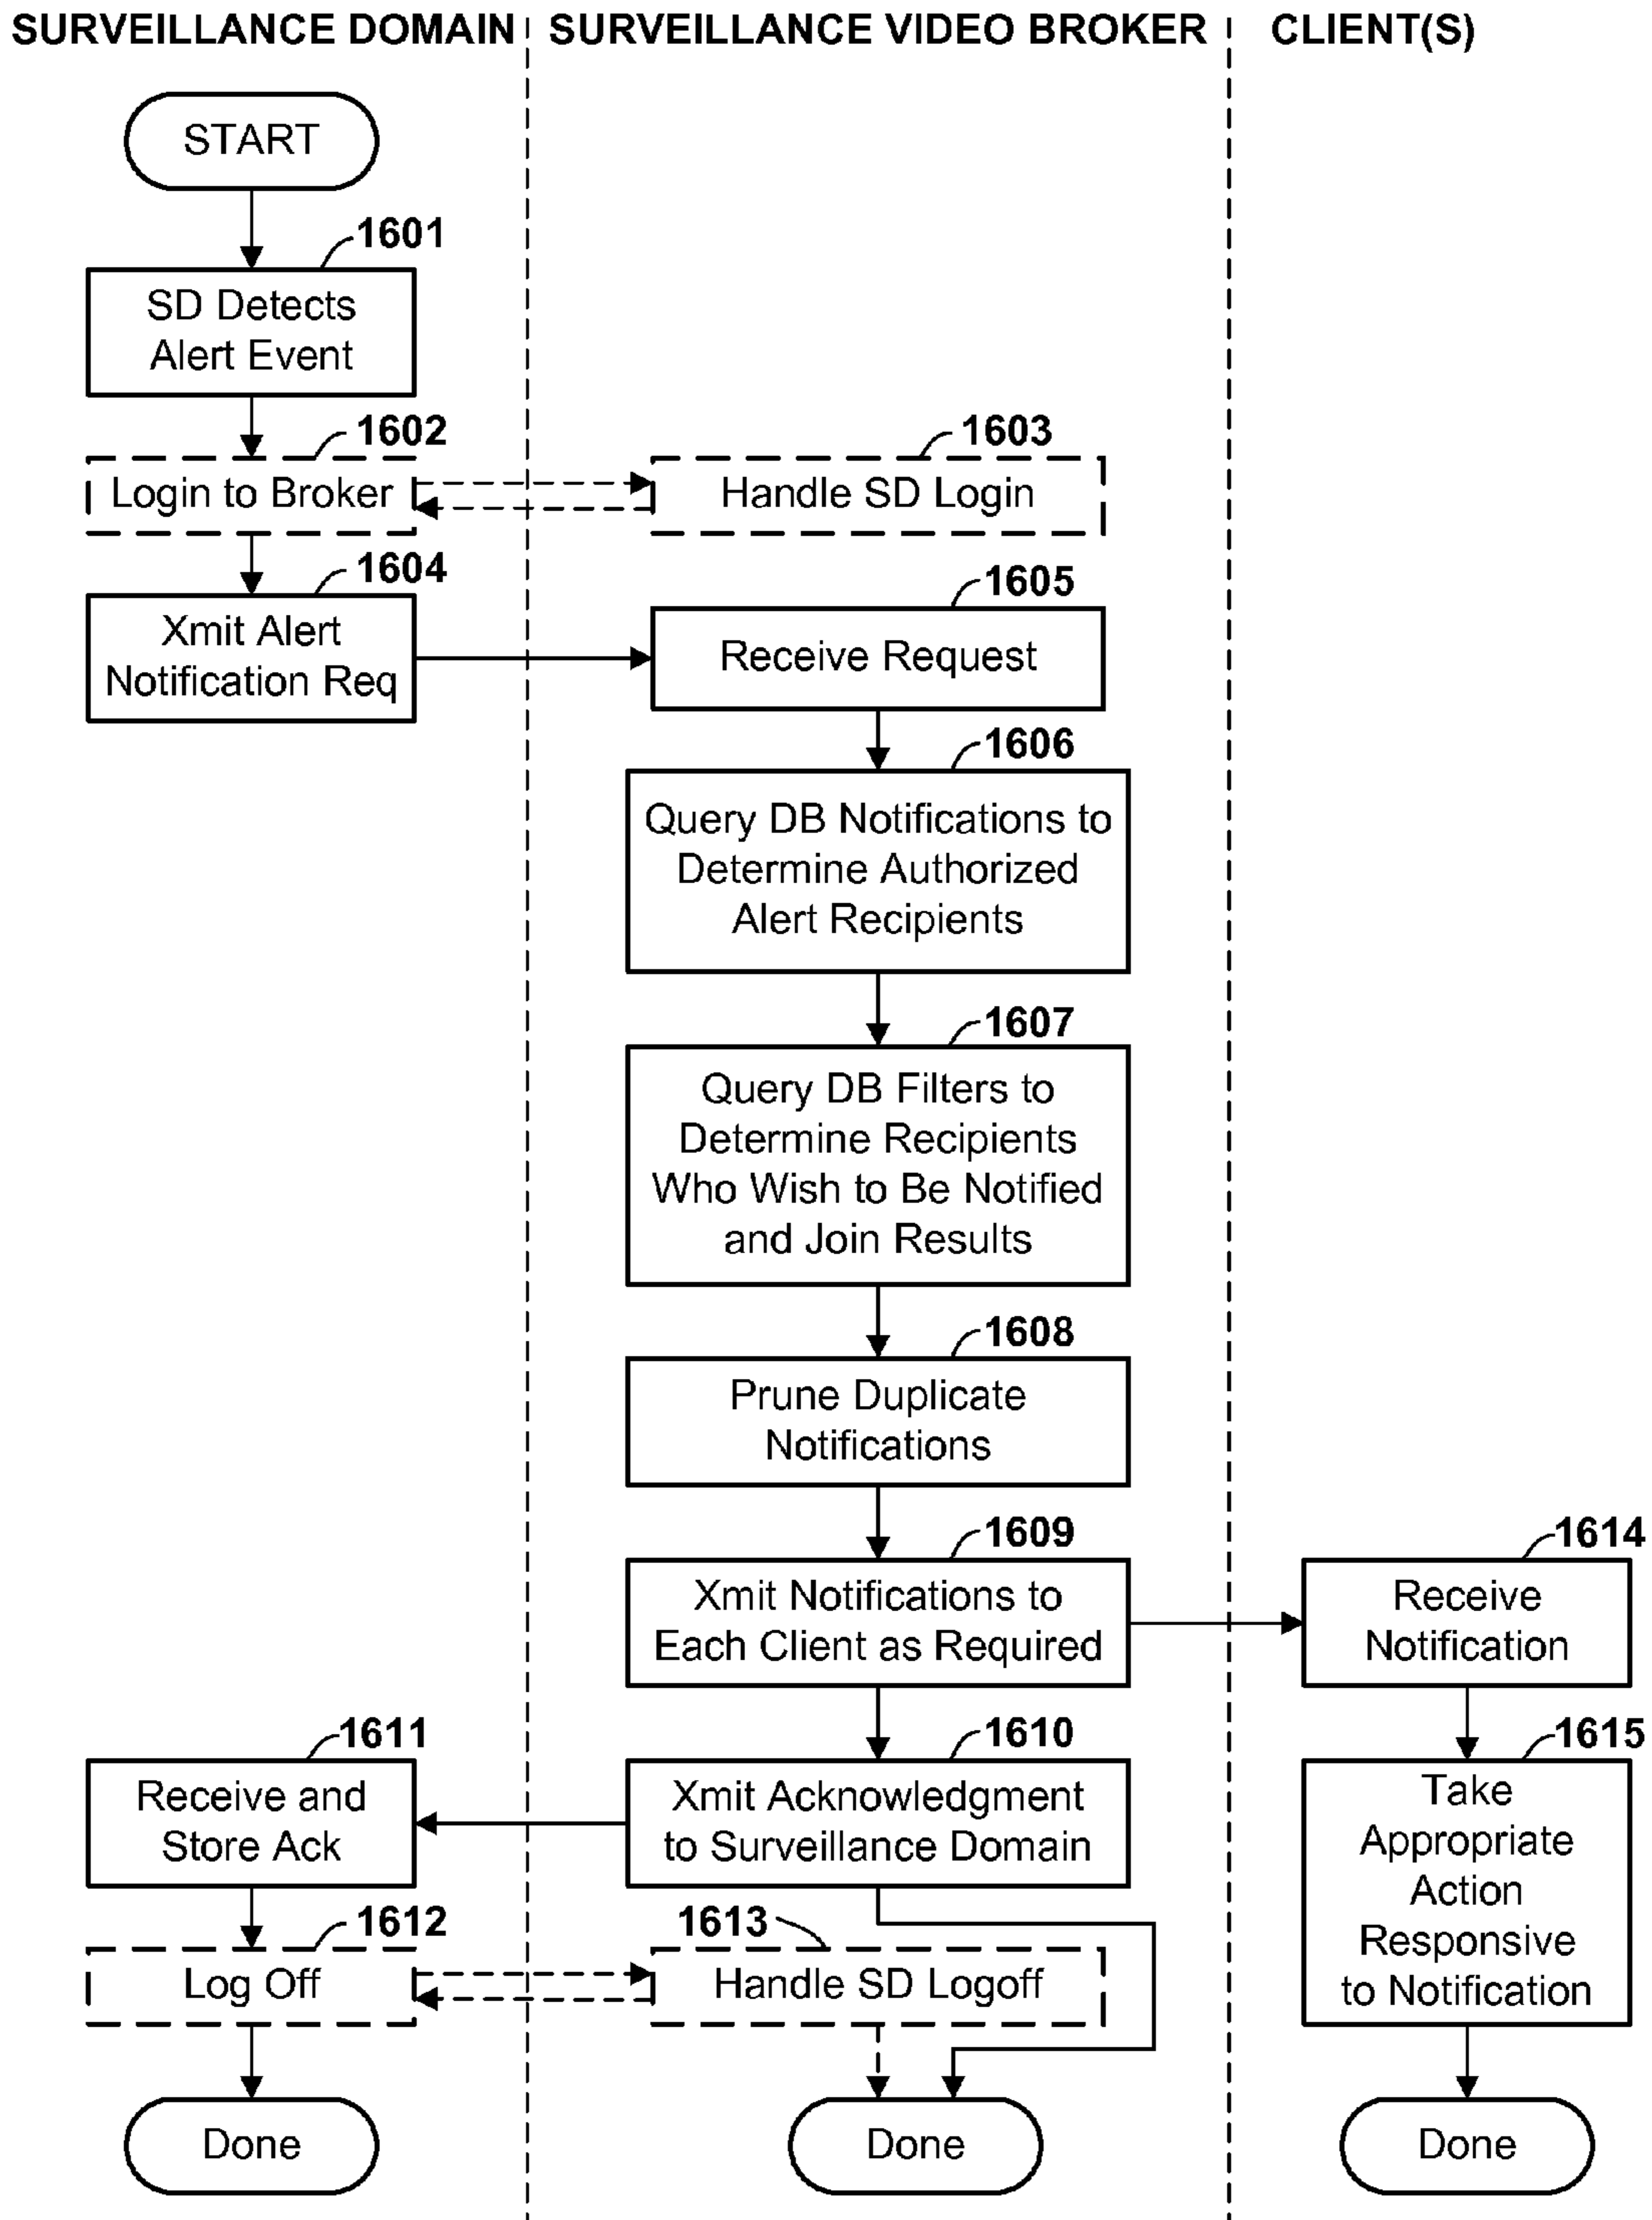 SURVEILLANCE DOMAIN
SURVEILLANCE VIDEO BROKER
CLIENT(S)
START
1601
SD Detects
Alert Event
1602
Login to Broker
1603
Handle SD Login
1604
Xmit Alert
Notification Req
1605
Receive Request
1606
Query DB Notifications to
Determine Authorized
Alert Recipients
1607
Query DB Filters to
Determine Recipients
Who Wish to Be Notified
and Join Results
1608
Prune Duplicate
Notifications
1609
Xmit Notifications to
Each Client as Required
1614
Receive
Notification
1611
Receive and
Store Ack
1610
Xmit Acknowledgment
to Surveillance Domain
1615
Take
Appropriate
Action
Responsive
to Notification
1612
Log Off
1613
Handle SD Logoff
Done
Done
Done